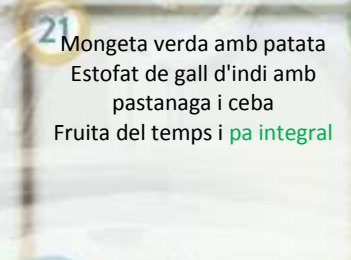 21
Mongeta verda amb patata
Estofat de gall d'indi amb
pastanaga i ceba
Fruita del temps i pa integral